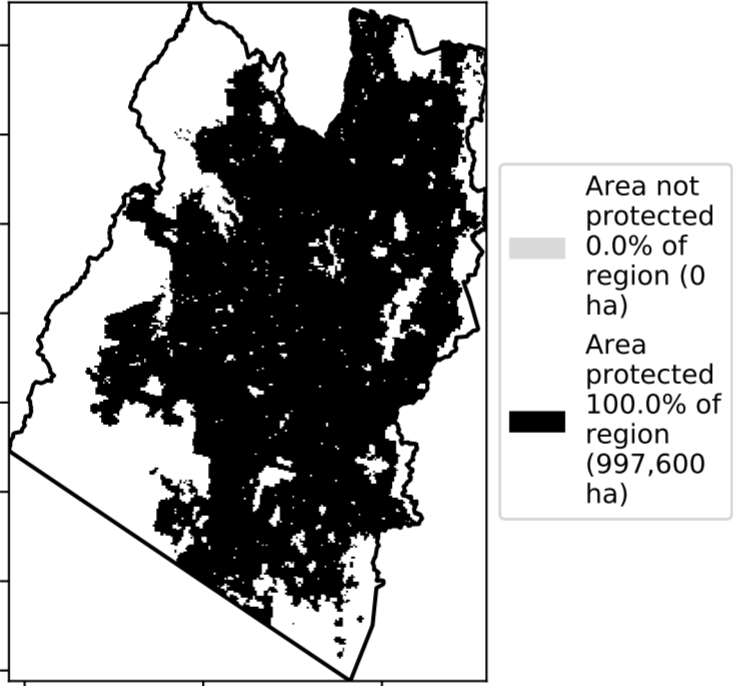 Area not
protected
0.0% of
region (0
ha)
Area
protected
100.0% of
region
(997,600
ha)